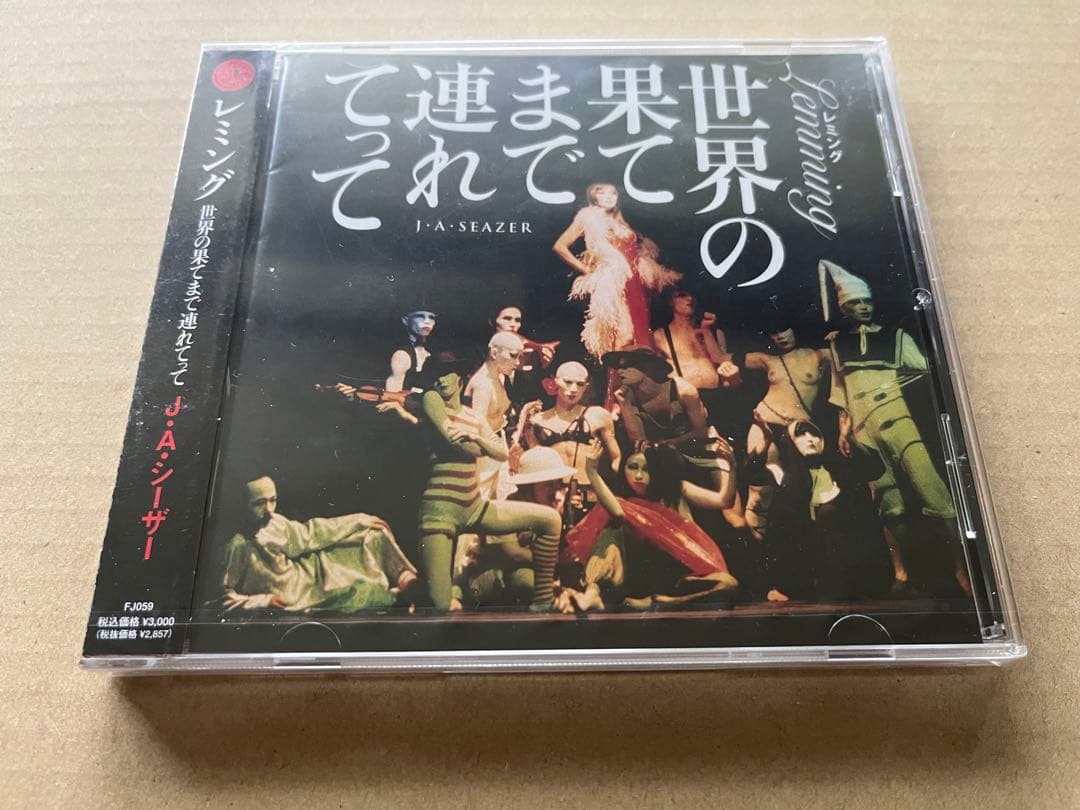 レミング
世界の果てまで連れてって
J・A・シーザー
FJ059
税込価格 ¥3,000
(税抜価格 ¥2,857)
Lemming
レミング
世界の
果てて
まで
連れ
てって
J・A・SEAZER